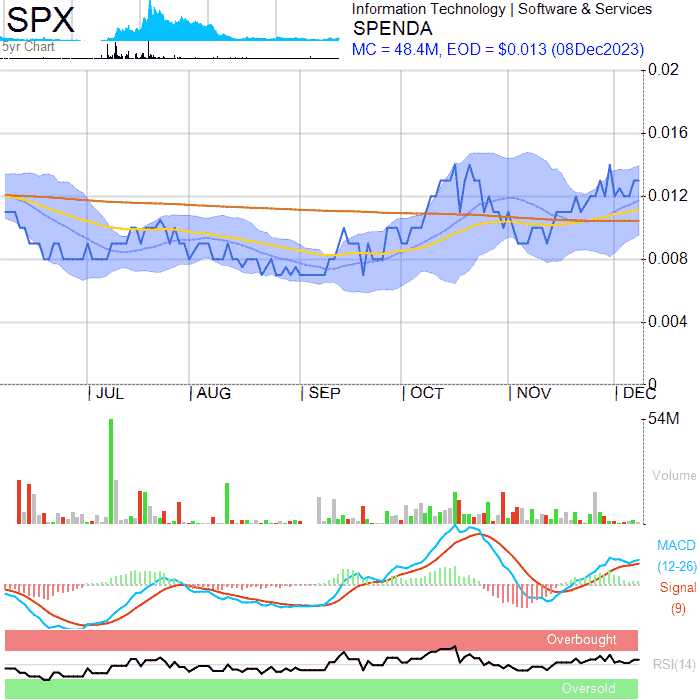 SPX
5yr Chart
Information Technology | Software & Services
SPENDA
MC = 48.4M, EOD = $0.013 (08Dec2023)
0.02
0.016
0.012
0.008
0.004
0
JUL AUG SEP OCT NOV DEC
54M
Volume
MACD
(12-26)
Signal
(9)
Overbought
RSI(14)
Oversold